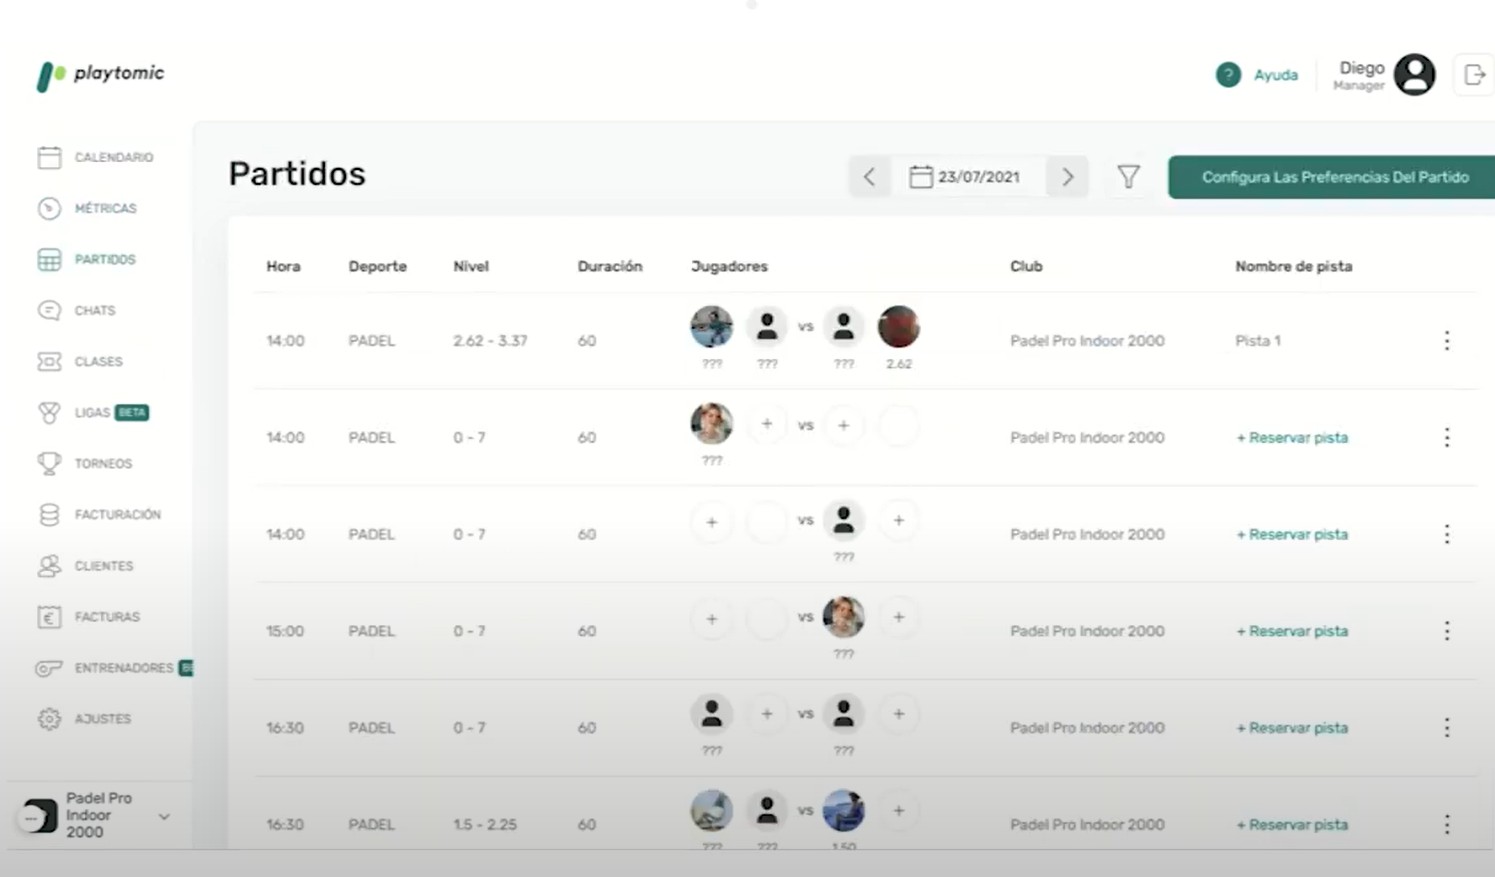 playtomic
? Ayuda
Diego
Manager
CALENDARIO
MÉTRICAS
PARTIDOS
CHATS
CLASES
LIGAS BETA
TORNEOS
FACTURACIÓN
CLIENTES
FACTURAS
ENTRENADORES BE
AJUSTES
Padel Pro
Indoor
2000
Partidos
23/07/2021
Configura Las Preferencias Del Partido
Hora Deporte Nivel Duración Jugadores Club Nombre de pista
14:00 PADEL 2.62 - 3.37 60 vs Padel Pro Indoor 2000 Pista 1
??? ??? ??? 2.62
14:00 PADEL 0 - 7 60 + vs + Padel Pro Indoor 2000 + Reservar pista
???
14:00 PADEL 0 - 7 60 + vs + Padel Pro Indoor 2000 + Reservar pista
???
15:00 PADEL 0 - 7 60 + vs + Padel Pro Indoor 2000 + Reservar pista
???
16:30 PADEL 0 - 7 60 + vs + Padel Pro Indoor 2000 + Reservar pista
??? ???
16:30 PADEL 1.5 - 2.25 60 vs + Padel Pro Indoor 2000 + Reservar pista
??? ??? 1.50